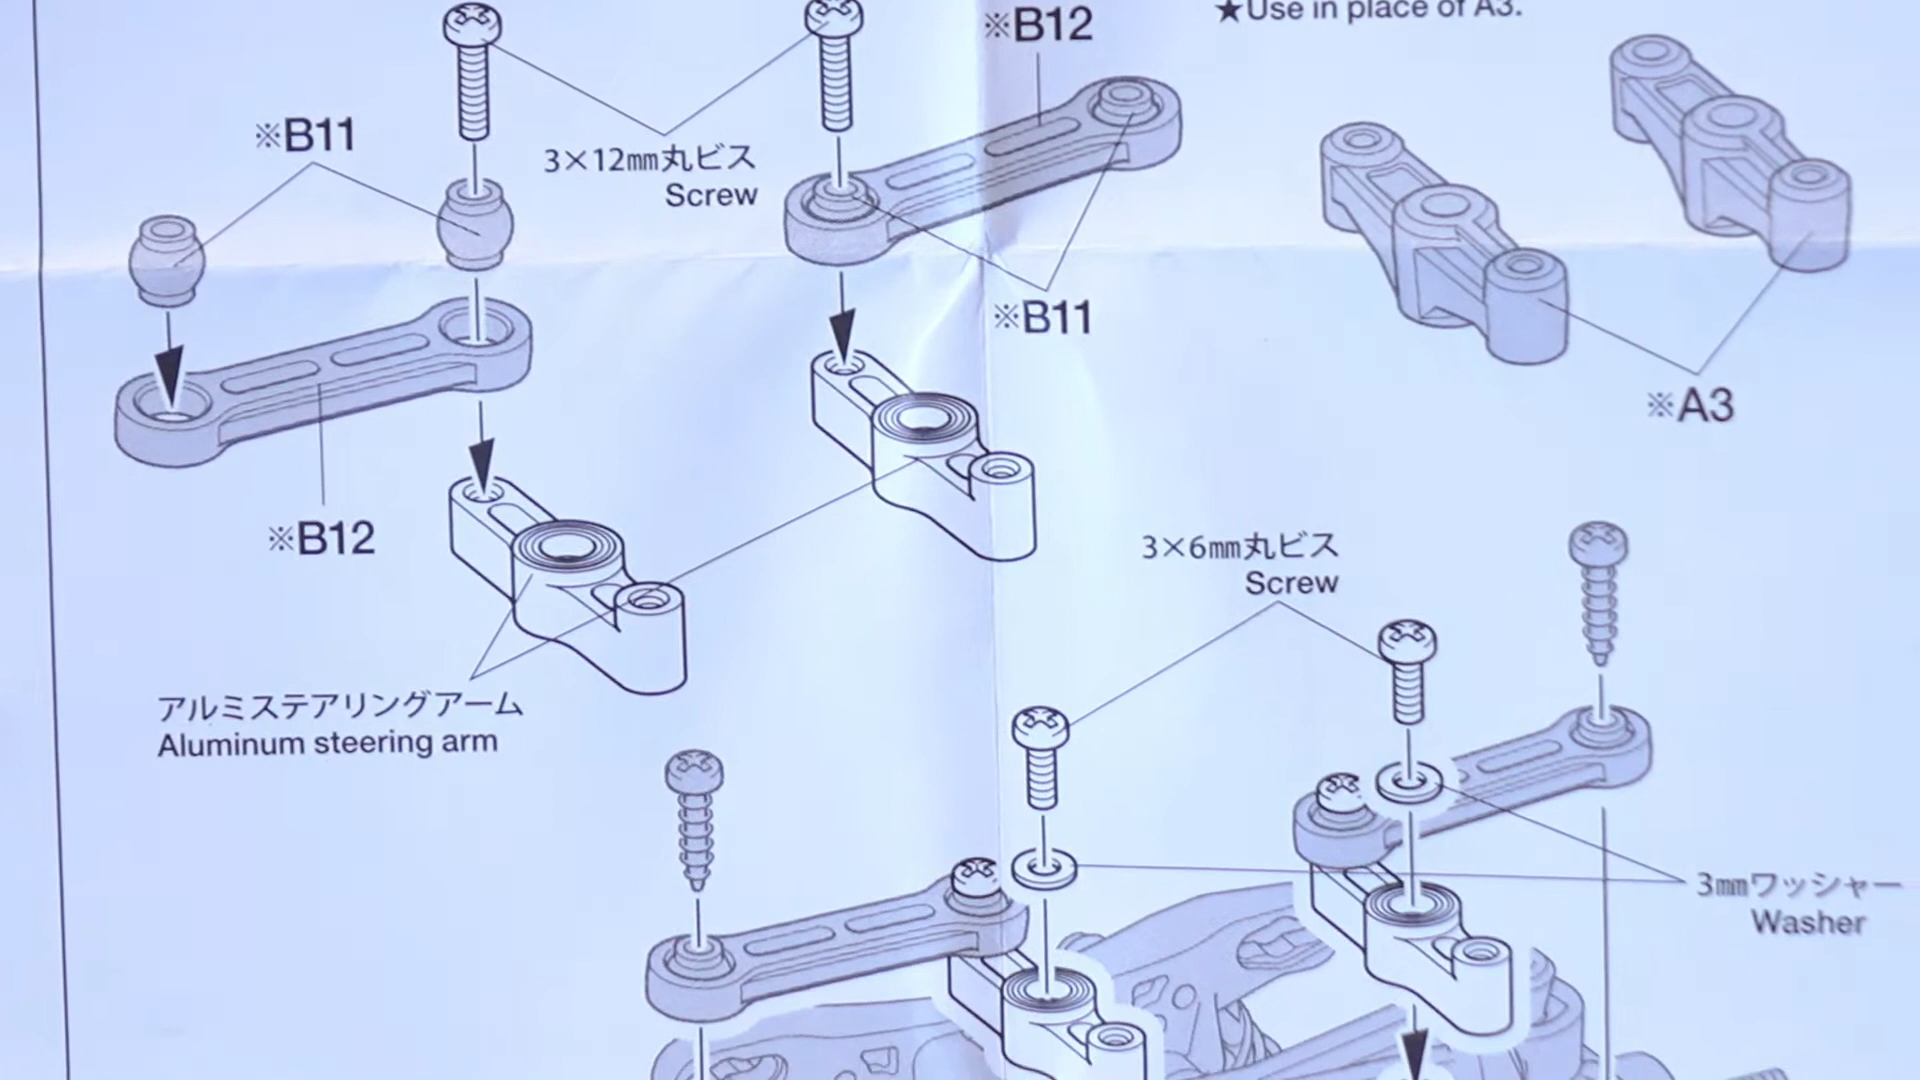 ★Use in place of A3.
※B12
※B11
3×12mm丸ビス
Screw
※B11
※A3
※B12
3×6mm丸ビス
Screw
アルミステアリングアーム
Aluminum steering arm
3mmワッシャー
Washer